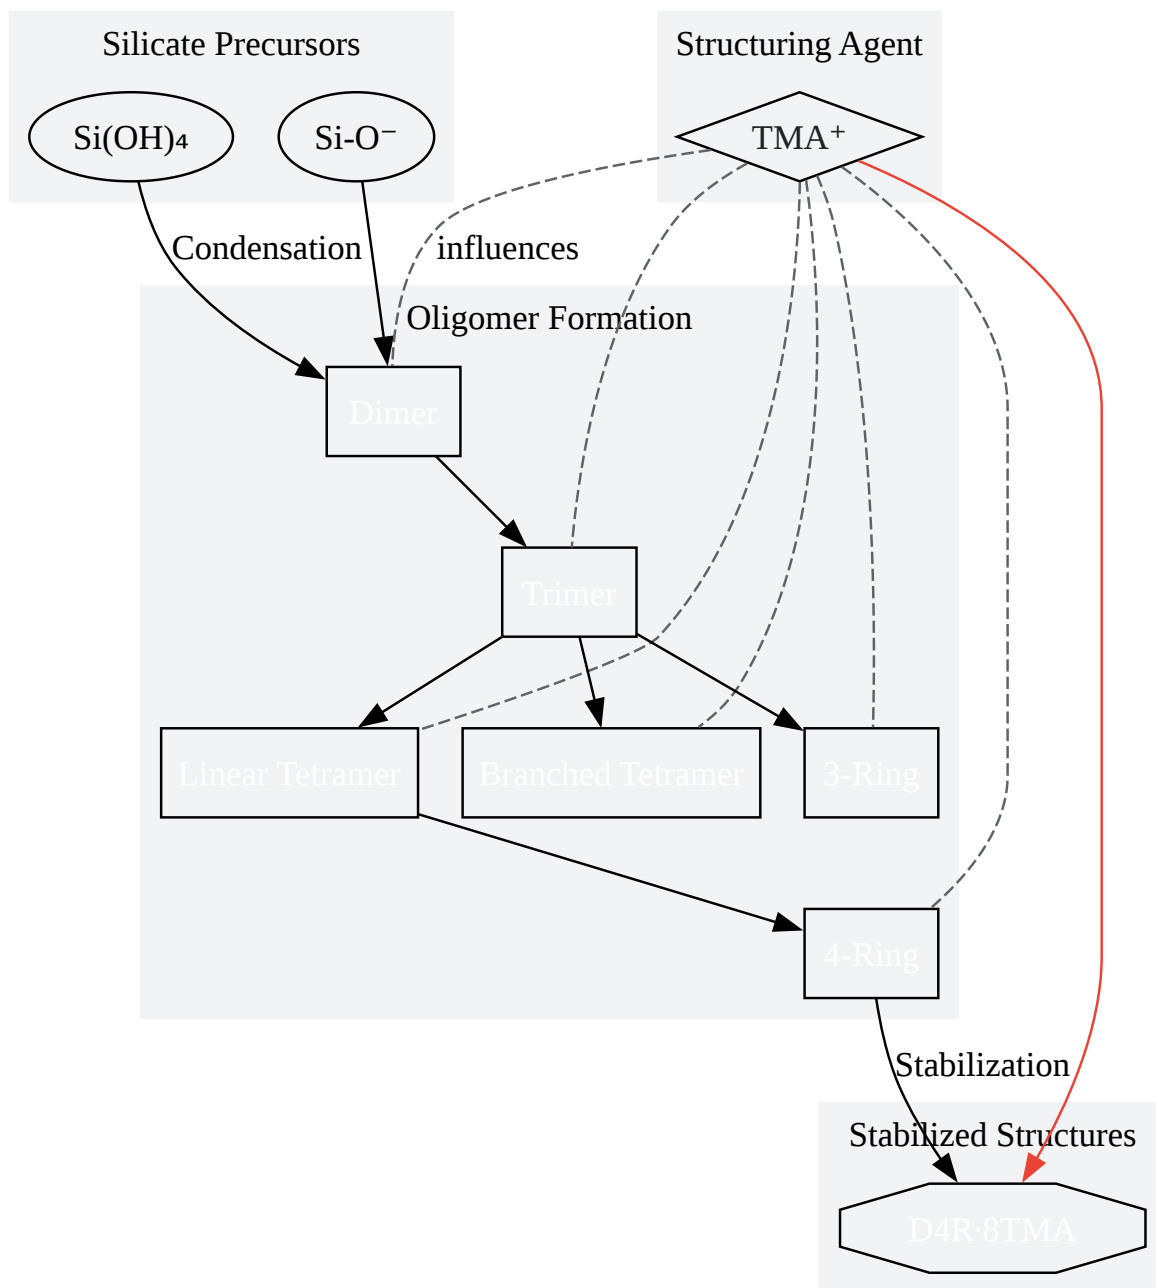 Silicate Precursors
Structuring Agent
Si(OH)₄
Si-O⁻
TMA⁺
Condensation
influences
Oligomer Formation
Dimer
Trimer
Linear Tetramer
Branched Tetramer
3-Ring
4-Ring
Stabilization
Stabilized Structures
D4R·8TMA